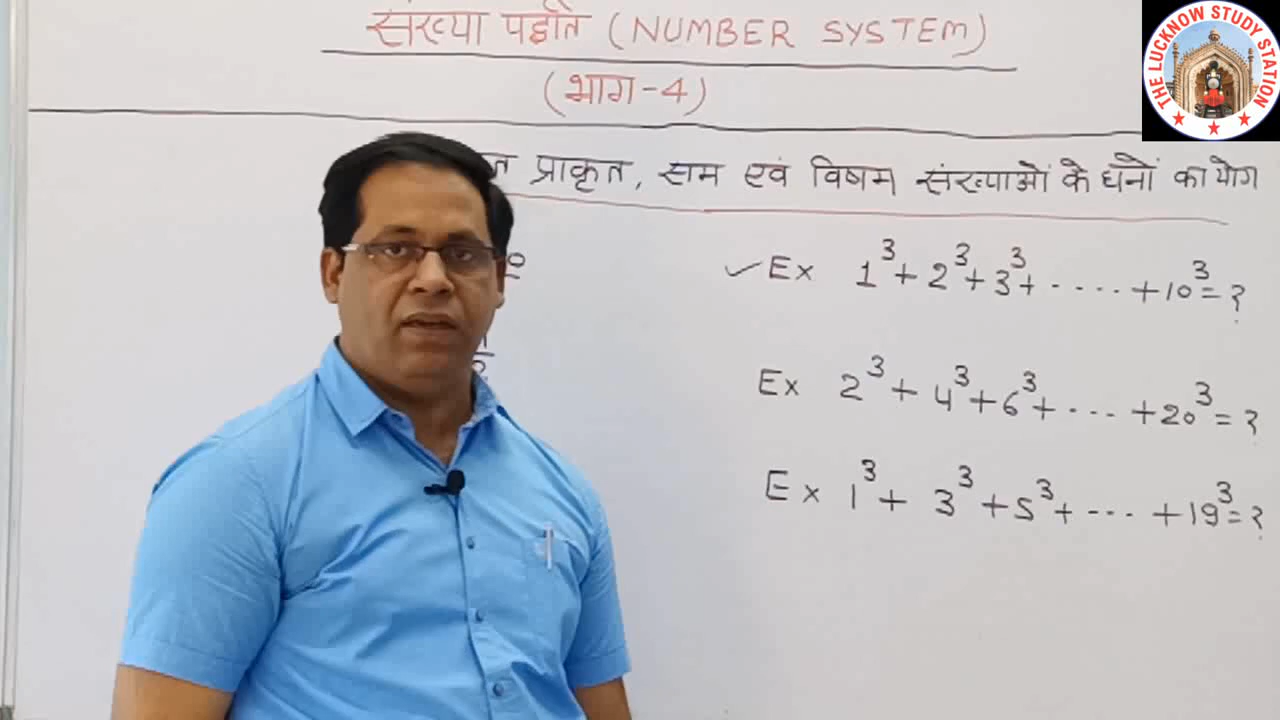 संख्या पद्धति (NUMBER SYSTEM)
(भाग-4)
प्राकृत, सम एवं विषम संख्याओं के घनों का योग
✓Ex 1³+2³+3³+.....+10³=?
Ex 2³+4³+6³+....+20³=?
Ex 1³+3³+5³+....+19³=?
THE LUCKNOW STUDY STATION